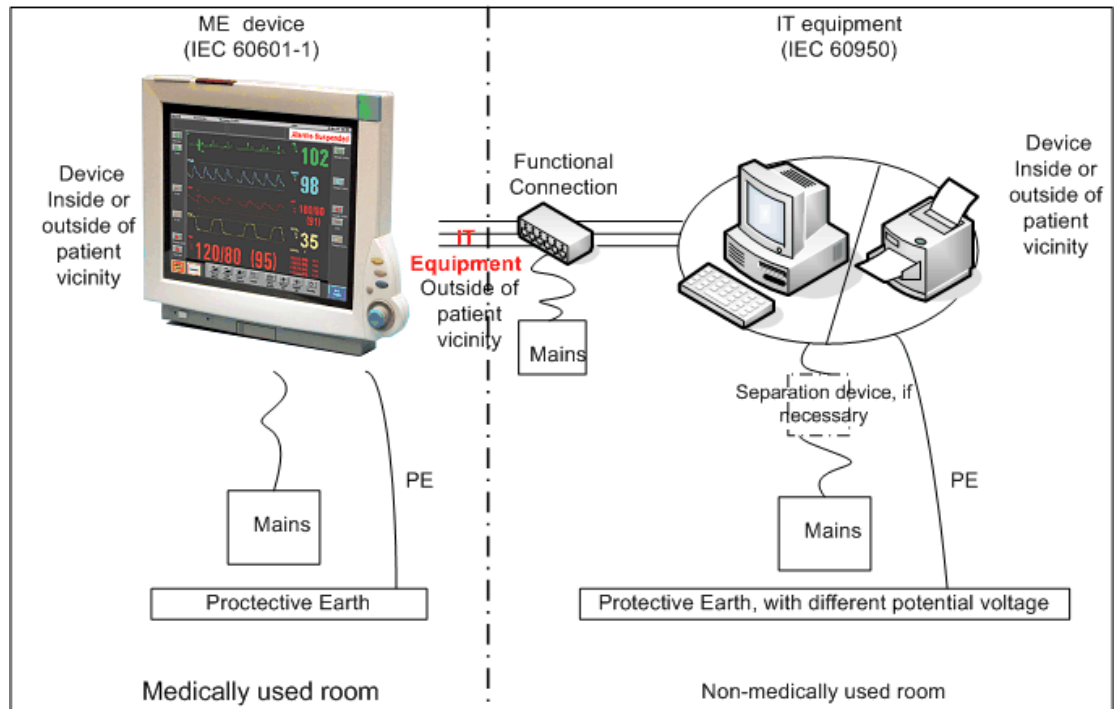 ME device
(IEC 60601-1)
IT equipment
(IEC 60950)
Device
Inside or
outside of
patient
vicinity
Alarms Suspended
102
98
100/60
(91)
35
120/80 (95)
Functional
Connection
IT
Equipment
Outside of
patient
vicinity
Mains
Device
Inside or
outside of
patient
vicinity
Separation device, if
necessary
PE
Mains
PE
Mains
Proctective Earth
Protective Earth, with different potential voltage
Medically used room
Non-medically used room